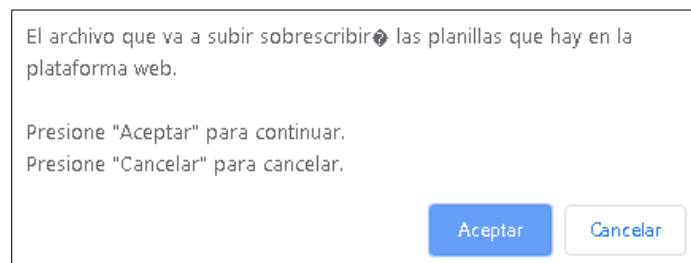 El archivo que va a subir sobrescribir� las planillas que hay en la
plataforma web.
Presione "Aceptar" para continuar.
Presione "Cancelar" para cancelar.
Aceptar
Cancelar